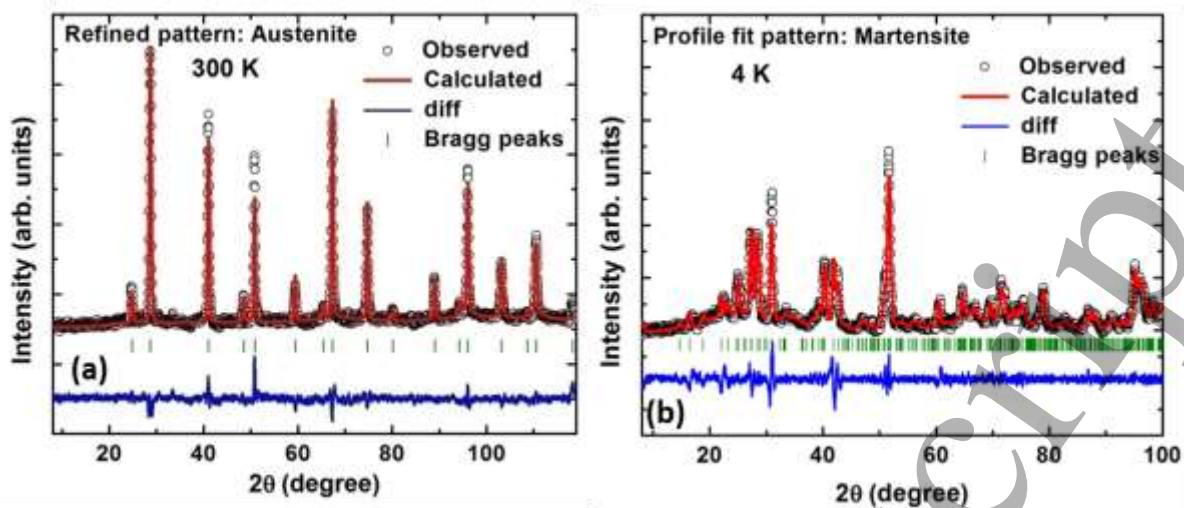 Refined pattern: Austenite
300 K
Observed
Calculated
diff
Bragg peaks
(a)
Intensity (arb. units)
20 40 60 80 100
2θ (degree)
Profile fit pattern: Martensite
4 K
Observed
Calculated
diff
Bragg peaks
(b)
Intensity (arb. units)
20 40 60 80 100
2θ (degree)
cript